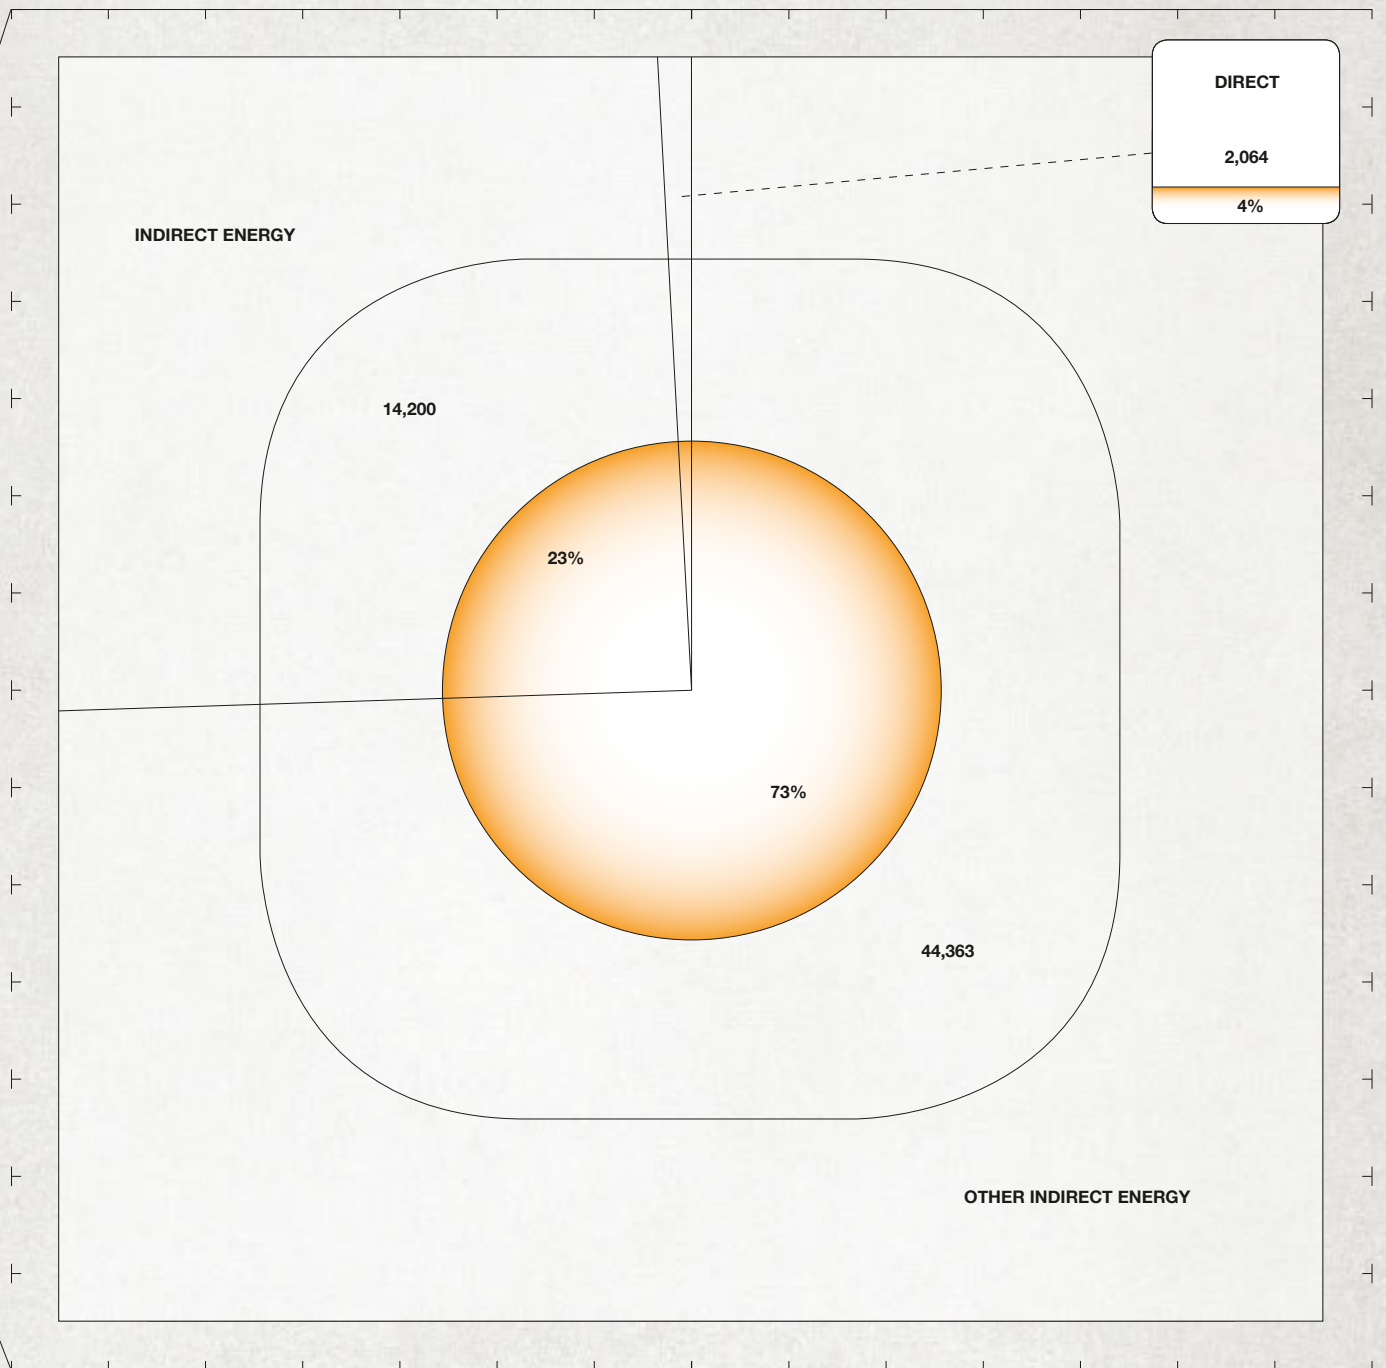 DIRECT
2,064
4%
INDIRECT ENERGY
14,200
23%
73%
44,363
OTHER INDIRECT ENERGY